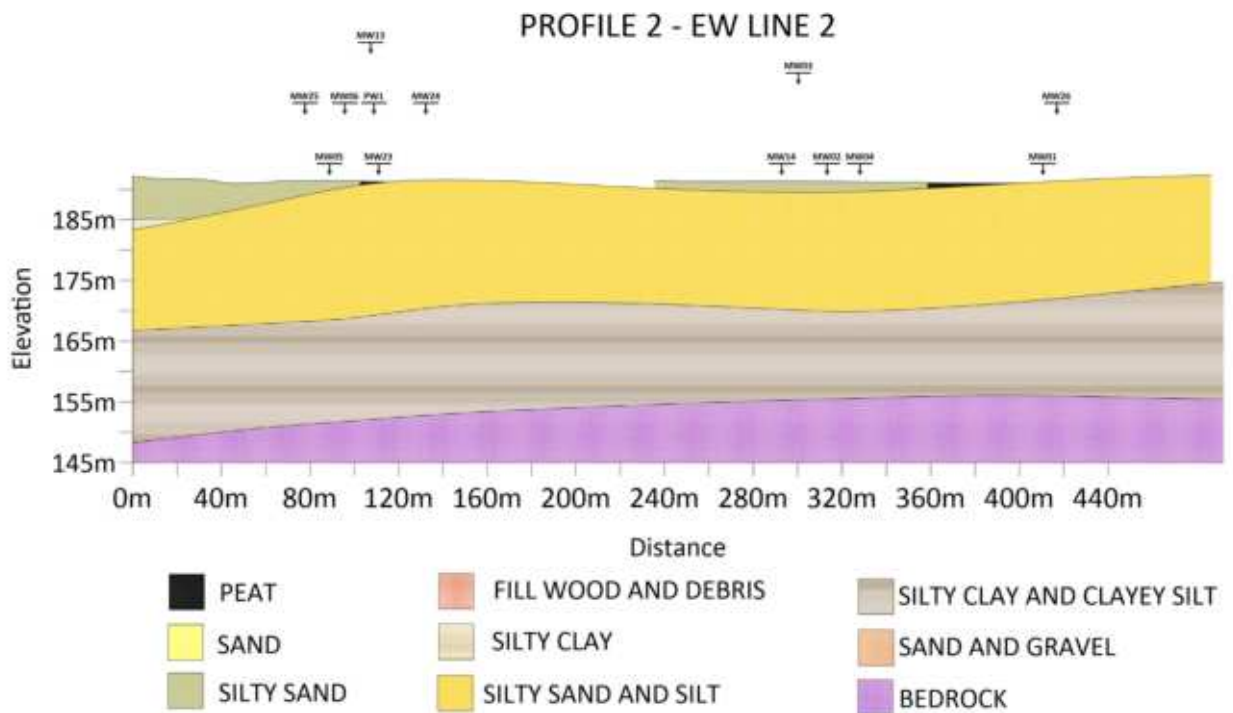 PROFILE 2 - EW LINE 2
MW13
MW03
MW25 MW06 PW1 MW24 MW26
MW05 MW23 MW14 MW02 MW04 MW01
185m
175m
165m
155m
145m
Elevation
0m 40m 80m 120m 160m 200m 240m 280m 320m 360m 400m 440m
Distance
PEAT FILL WOOD AND DEBRIS SILTY CLAY AND CLAYEY SILT
SAND SILTY CLAY SAND AND GRAVEL
SILTY SAND SILTY SAND AND SILT BEDROCK